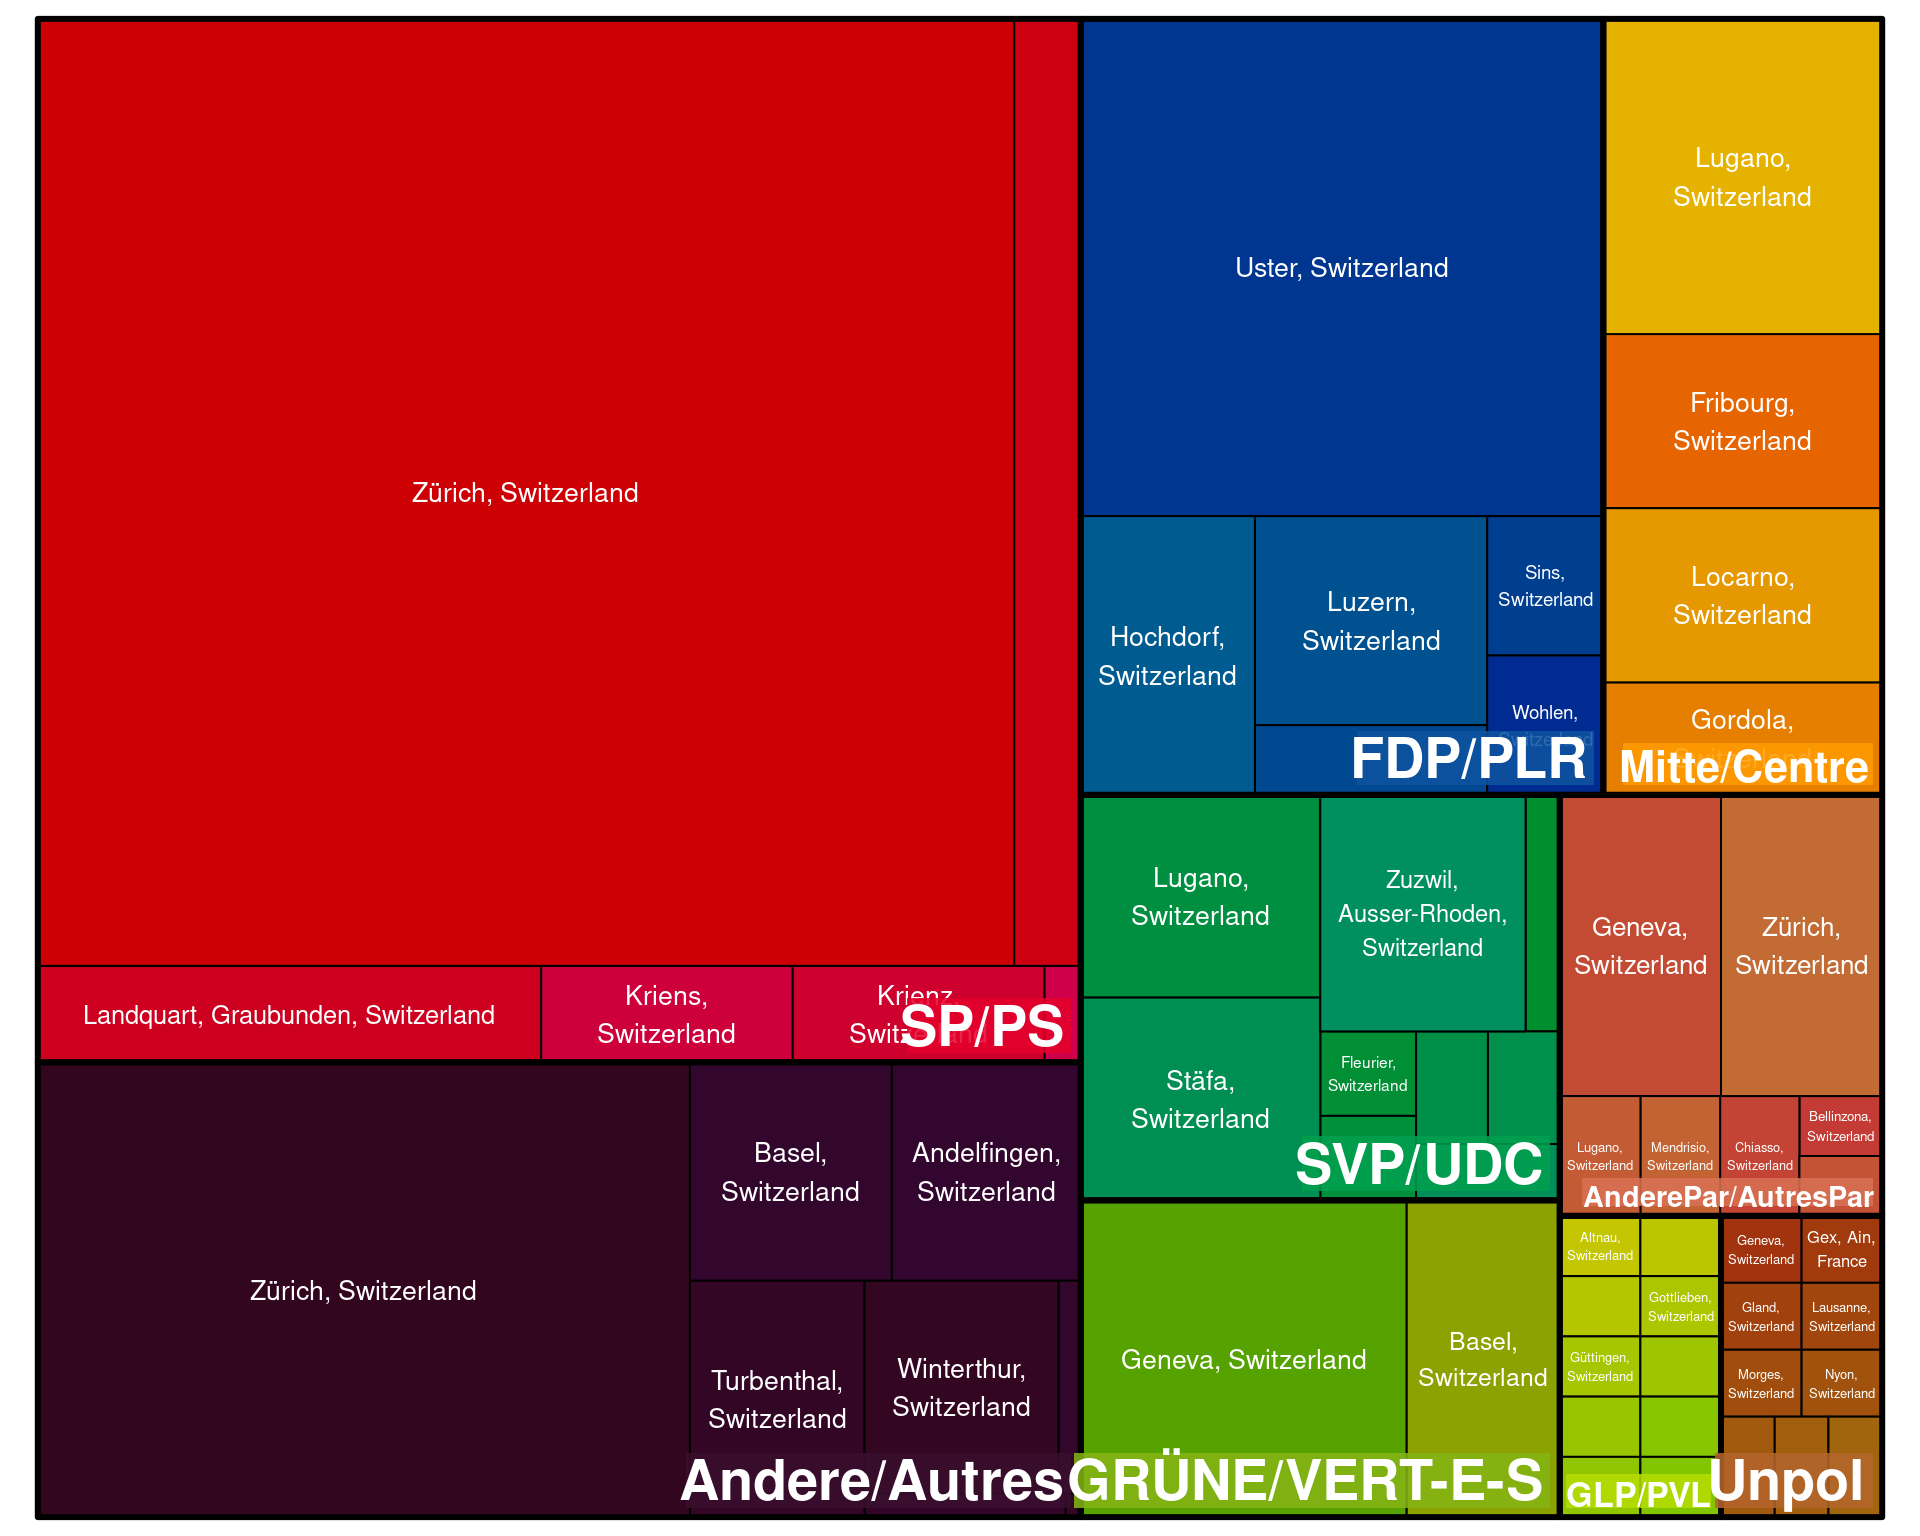 Zürich, Switzerland
Landquart, Graubunden, Switzerland
Kriens,
Switzerland
Krienz,
Switzerland
SP/PS
Zürich, Switzerland
Basel,
Switzerland
Andelfingen,
Switzerland
Turbenthal,
Switzerland
Winterthur,
Switzerland
Andere/Autres
Uster, Switzerland
Hochdorf,
Switzerland
Luzern,
Switzerland
Sins,
Switzerland
Wohlen,
Switzerland
FDP/PLR
Lugano,
Switzerland
Fribourg,
Switzerland
Locarno,
Switzerland
Gordola,
Switzerland
Mitte/Centre
Lugano,
Switzerland
Zuzwil,
Ausser-Rhoden,
Switzerland
Stäfa,
Switzerland
Fleurier,
Switzerland
SVP/UDC
Geneva,
Switzerland
Zürich,
Switzerland
Lugano,
Switzerland
Mendrisio,
Switzerland
Chiasso,
Switzerland
Bellinzona,
Switzerland
AnderePar/AutresPar
Geneva, Switzerland
Basel,
Switzerland
GRÜNE/VERT-E-S
Altnau,
Switzerland
Gottlieben,
Switzerland
Güttingen,
Switzerland
GLP/PVL
Geneva,
Switzerland
Gex, Ain,
France
Gland,
Switzerland
Lausanne,
Switzerland
Morges,
Switzerland
Nyon,
Switzerland
Unpol